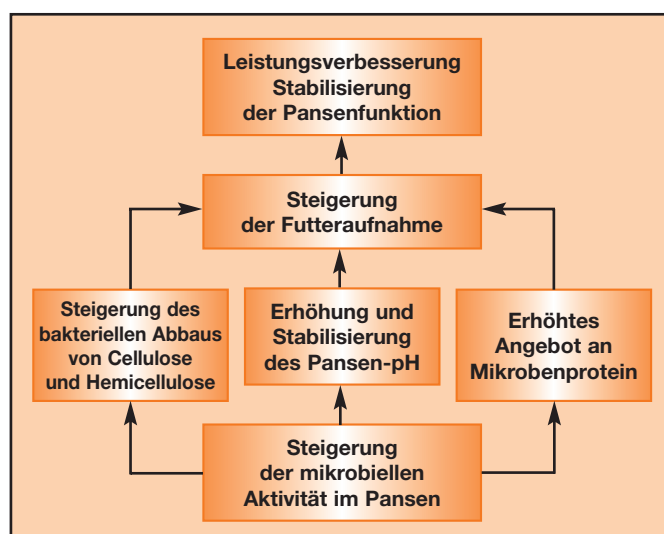 Leistungsverbesserung
Stabilisierung
der Pansenfunktion
Steigerung
der Futteraufnahme
Steigerung des
bakteriellen Abbaus
von Cellulose
und Hemicellulose
Erhöhung und
Stabilisierung
des Pansen-pH
Erhöhtes
Angebot an
Mikrobenprotein
Steigerung
der mikrobiellen
Aktivität im Pansen